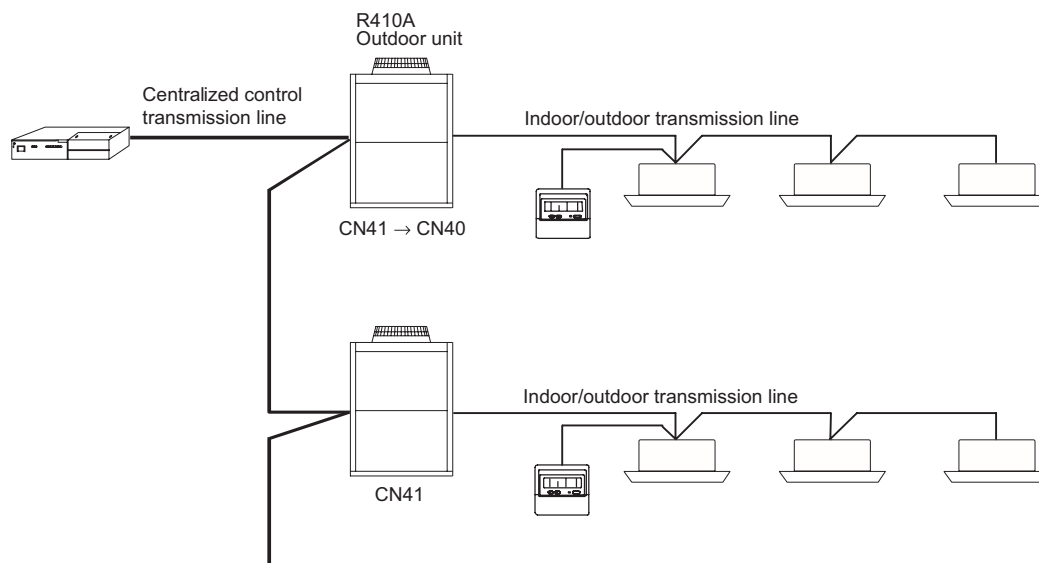 R410A
Outdoor unit
Centralized control
transmission line
Indoor/outdoor transmission line
CN41 → CN40
Indoor/outdoor transmission line
CN41